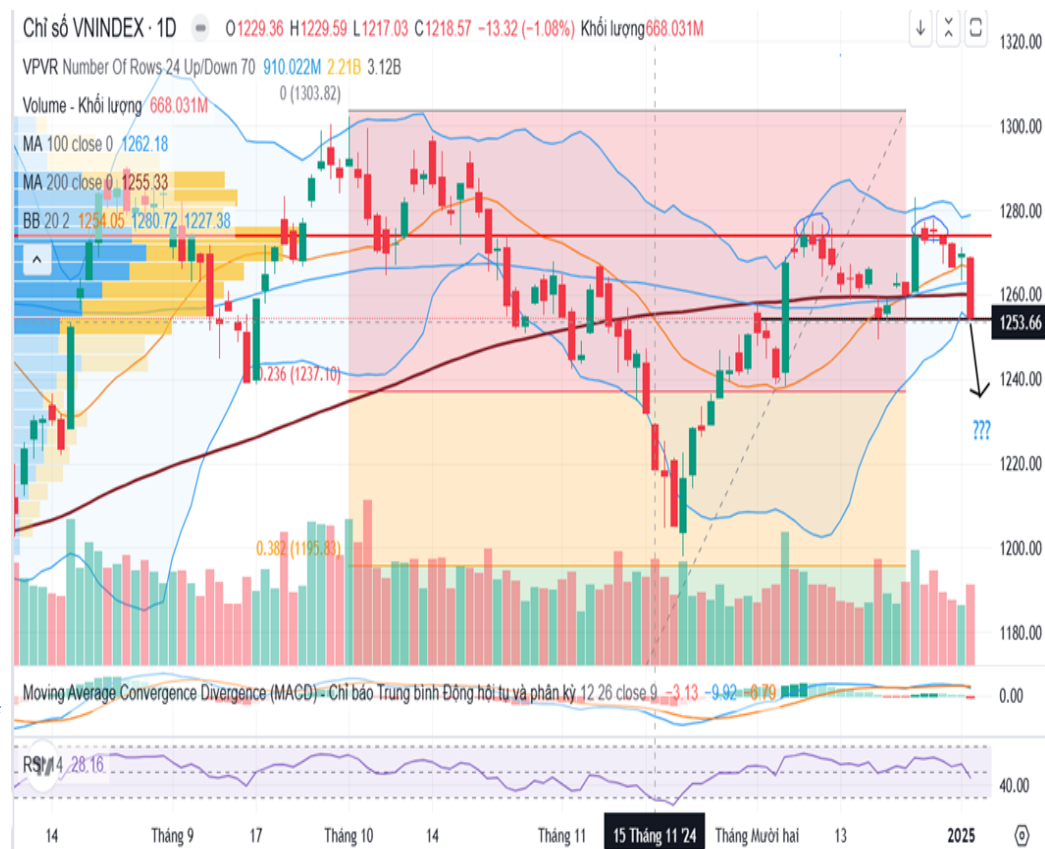 Chỉ số VNINDEX · 1D O1229.36 H1229.59 L1217.03 C1218.57 −13.32 (−1.08%) Khối lượng668.031M
VPVR Number Of Rows 24 Up/Down 70 910.022M 2.21B 3.12B
0 (1303.82)
Volume - Khối lượng 668.031M
MA 100 close 0 1262.18
MA 200 close 0 1255.33
BB 20 2 1254.05 1280.72 1227.38
0.236 (1237.10)
0.382 (1195.83)
???
1320.00
1300.00
1280.00
1260.00
1253.66
1240.00
1220.00
1200.00
1180.00
Moving Average Convergence Divergence (MACD) - Chỉ báo Trung bình Động hội tụ và phân kỳ 12 26 close 9 −3.13 −9.92 −6.79
0.00
RSI 14 28.16
40.00
14 Tháng 9 17 Tháng 10 14 Tháng 11 15 Tháng 11 '24 Tháng Mười hai 13 2025